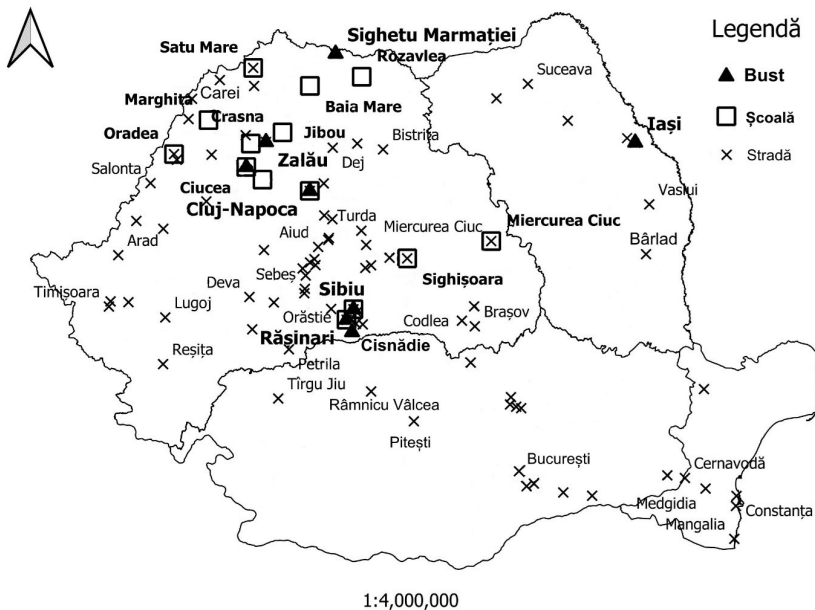 Legendă
Bust
Școală
Stradă
Sighetu Marmației
Rozavlea
Satu Mare
Carei
Suceava
Marghita
Baia Mare
Crasna
Oradea
Jibou
Bistrița
Iași
Zalău
Dej
Salonta
Ciucea
Cluj-Napoca
Vaslui
Turda
Miercurea Ciuc
Miercurea Ciuc
Arad
Aiud
Bârlad
Sighișoara
Deva
Sebeș
Timișoara
Sibiu
Lugoj
Orăștie
Codlea
Brașov
Rășinari
Cisnădie
Reșița
Petrila
Tîrgu Jiu
Râmnicu Vâlcea
Pitești
București
Cernavodă
Medgidia
Constanța
Mangalia
1:4,000,000